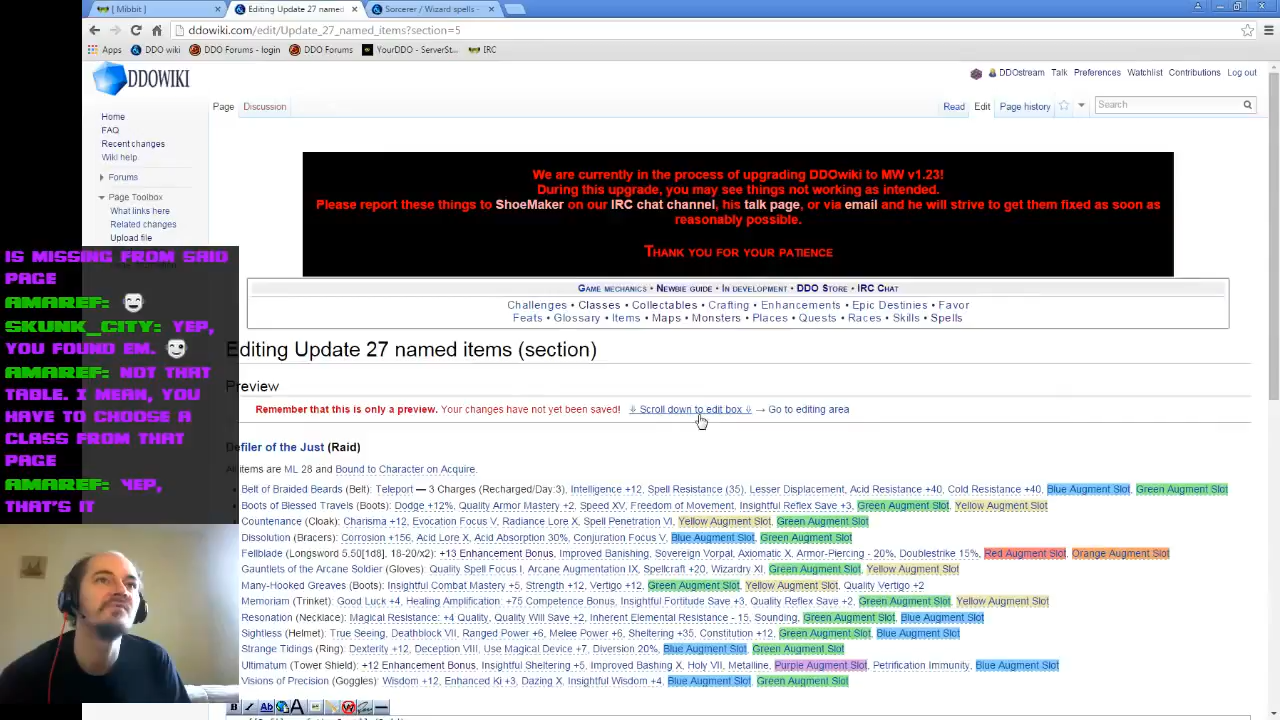 [ Mibbit ]
Editing Update 27 named
Sorcerer / Wizard spells -
ddowiki.com/edit/Update_27_named_items?section=5
Apps DDO wiki DDO Forums - login DDO Forums YourDDO - ServerSt... IRC
DDOWIKI
DDOstream Talk Preferences Watchlist Contributions Log out
Page Discussion Read Edit Page history Search
Home
FAQ
Recent changes
Wiki help
Forums
Page Toolbox
What links here
Related changes
Upload file
We are currently in the process of upgrading DDOwiki to MW v1.23!
During this upgrade, you may see things not working as intended.
Please report these things to ShoeMaker on our IRC chat channel, his talk page, or via email and he will strive to get them fixed as soon as
reasonably possible.
Thank you for your patience
Game mechanics • Newbie guide • In development • DDO Store • IRC Chat
Challenges • Classes • Collectables • Crafting • Enhancements • Epic Destinies • Favor
Feats • Glossary • Items • Maps • Monsters • Places • Quests • Races • Skills • Spells
IS MISSING FROM SAID
PAGE
AMAREF:
SKUNK_CITY: YEP,
YOU FOUND EM.
AMAREF: NOT THAT
TABLE. I MEAN, YOU
HAVE TO CHOOSE A
CLASS FROM THAT
PAGE
AMAREF: YEP,
THAT'S IT
Editing Update 27 named items (section)
Preview
Remember that this is only a preview. Your changes have not yet been saved! ⇓ Scroll down to edit box ⇓ → Go to editing area
Defiler of the Just (Raid)
All items are ML 28 and Bound to Character on Acquire.
Belt of Braided Beards (Belt): Teleport — 3 Charges (Recharged/Day:3), Intelligence +12, Spell Resistance (35), Lesser Displacement, Acid Resistance +40, Cold Resistance +40, Blue Augment Slot, Green Augment Slot
Boots of Blessed Travels (Boots): Dodge +12%, Quality Armor Mastery +2, Speed XV, Freedom of Movement, Insightful Reflex Save +3, Green Augment Slot, Yellow Augment Slot
Countenance (Cloak): Charisma +12, Evocation Focus V, Radiance Lore X, Spell Penetration VI, Yellow Augment Slot, Green Augment Slot
Dissolution (Bracers): Corrosion +156, Acid Lore X, Acid Absorption 30%, Conjuration Focus V, Blue Augment Slot, Green Augment Slot
Fellblade (Longsword 5.50[1d8], 18-20/x2): +13 Enhancement Bonus, Improved Banishing, Sovereign Vorpal, Axiomatic X, Armor-Piercing - 20%, Doublestrike 15%, Red Augment Slot, Orange Augment Slot
Gauntlets of the Arcane Soldier (Gloves): Quality Spell Focus I, Arcane Augmentation IX, Spellcraft +20, Wizardry XI, Green Augment Slot, Yellow Augment Slot
Many-Hooked Greaves (Boots): Insightful Combat Mastery +5, Strength +12, Vertigo +12, Green Augment Slot, Yellow Augment Slot, Quality Vertigo +2
Memoriam (Trinket): Good Luck +4, Healing Amplification: +75 Competence Bonus, Insightful Fortitude Save +3, Quality Reflex Save +2, Green Augment Slot, Yellow Augment Slot
Resonation (Necklace): Magical Resistance: +4 Quality, Quality Will Save +2, Inherent Elemental Resistance - 15, Sounding, Green Augment Slot, Blue Augment Slot
Sightless (Helmet): True Seeing, Deathblock VII, Ranged Power +6, Melee Power +6, Sheltering +35, Constitution +12, Green Augment Slot, Blue Augment Slot
Strange Tidings (Ring): Dexterity +12, Deception VIII, Use Magical Device +7, Diversion 20%, Blue Augment Slot, Green Augment Slot
Ultimatum (Tower Shield): +12 Enhancement Bonus, Insightful Sheltering +5, Improved Bashing X, Holy VII, Metalline, Purple Augment Slot, Petrification Immunity, Blue Augment Slot
Visions of Precision (Goggles): Wisdom +12, Enhanced Ki +3, Dazing X, Insightful Wisdom +4, Blue Augment Slot, Green Augment Slot